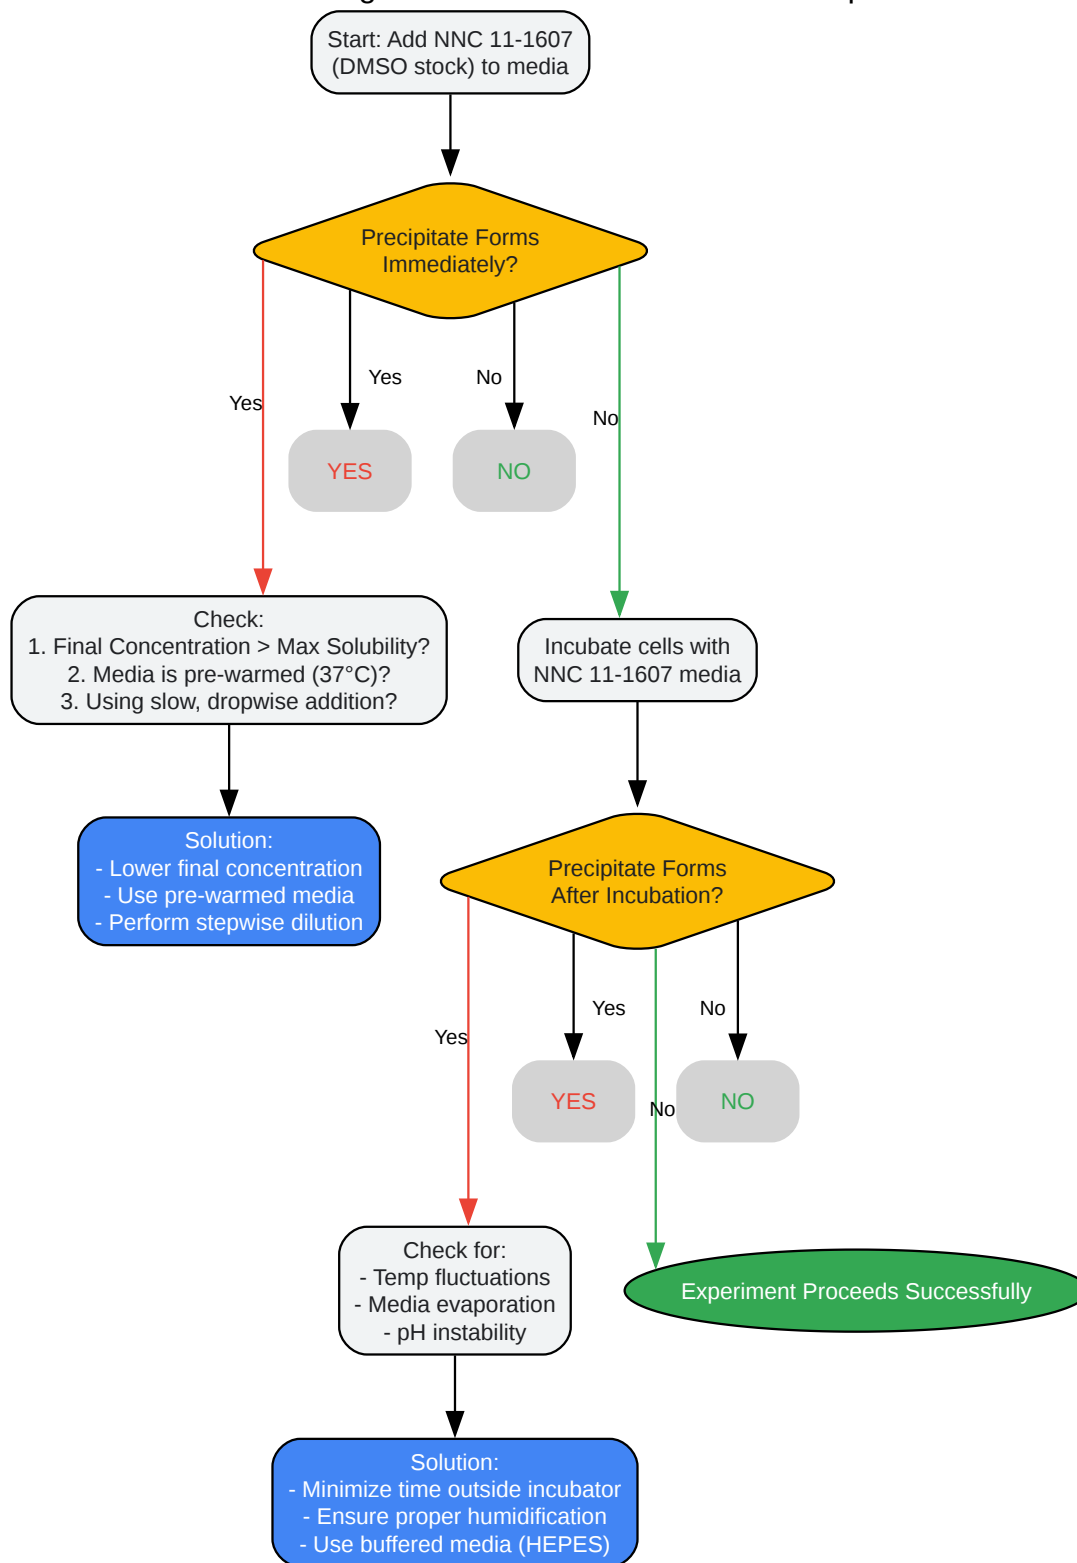 Start: Add NNC 11-1607
(DMSO stock) to media
Precipitate Forms
Immediately?
Yes
No
Yes
No
YES
NO
Check:
1. Final Concentration > Max Solubility?
2. Media is pre-warmed (37°C)?
3. Using slow, dropwise addition?
Incubate cells with
NNC 11-1607 media
Solution:
- Lower final concentration
- Use pre-warmed media
- Perform stepwise dilution
Precipitate Forms
After Incubation?
Yes
No
Yes
No
YES
NO
Check for:
- Temp fluctuations
- Media evaporation
- pH instability
Experiment Proceeds Successfully
Solution:
- Minimize time outside incubator
- Ensure proper humidification
- Use buffered media (HEPES)